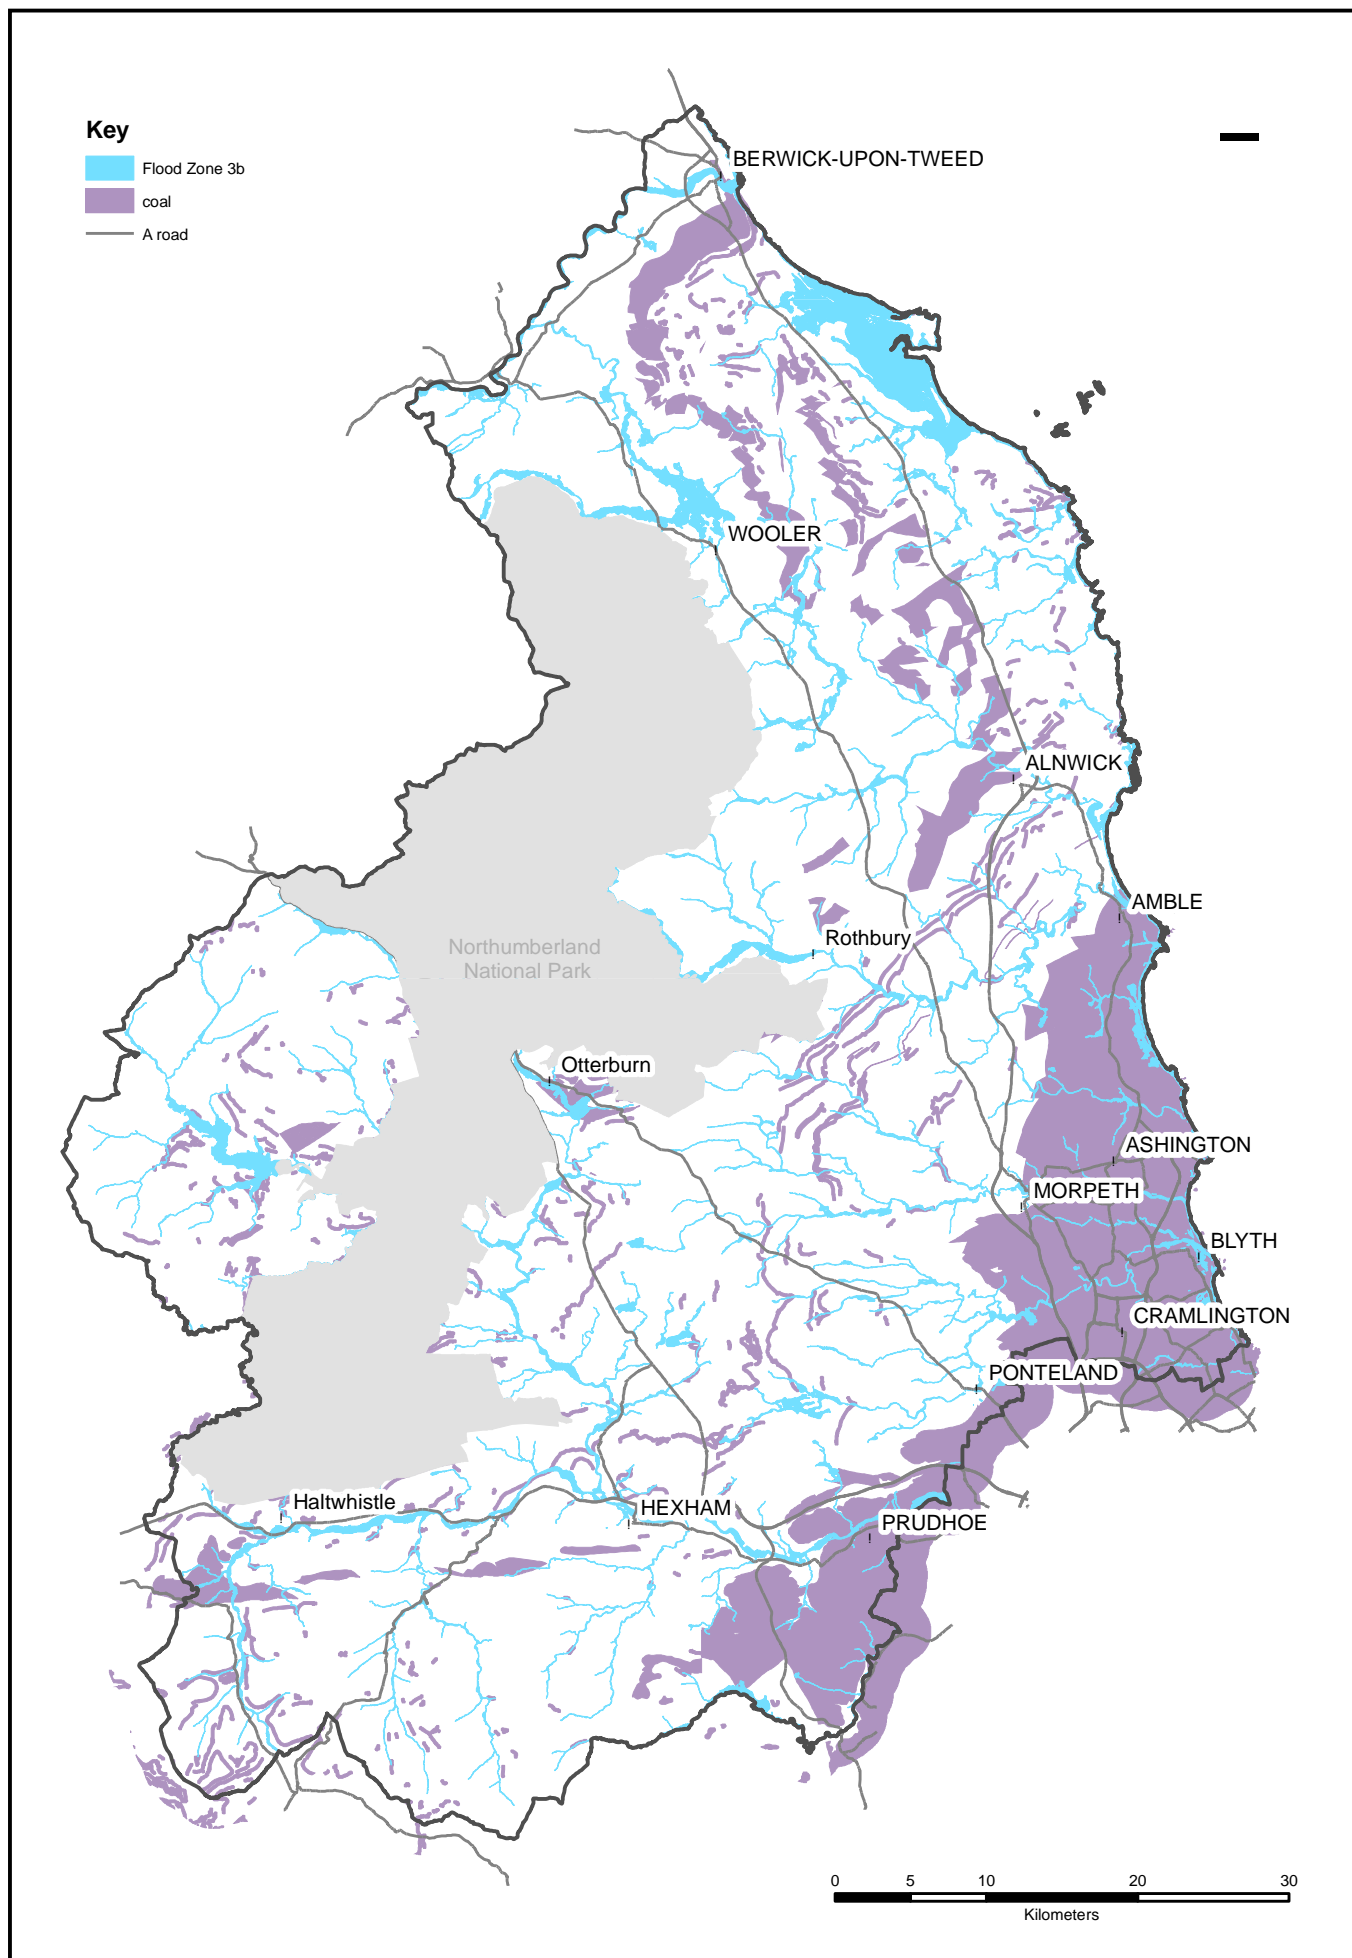 Key
Flood Zone 3b
coal
A road
BERWICK-UPON-TWEED
WOOLER
ALNWICK
AMBLE
Rothbury
Northumberland
National Park
Otterburn
ASHINGTON
MORPETH
BLYTH
CRAMLINGTON
PONTELAND
Haltwhistle
HEXHAM
PRUDHOE
0 5 10 20 30
Kilometers